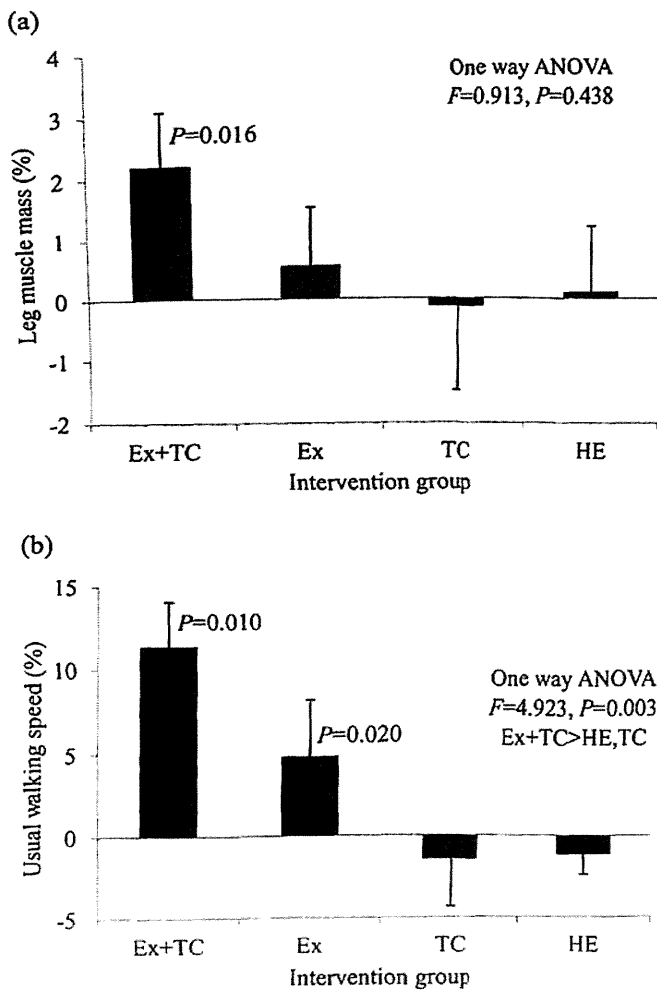 (a)
4
3
2
1
0
-1
-2
Leg muscle mass (%)
One way ANOVA
F=0.913, P=0.438
P=0.016
Ex+TC Ex TC HE
Intervention group
(b)
15
10
5
0
-5
Usual walking speed (%)
P=0.010
One way ANOVA
F=4.923, P=0.003
Ex+TC>HE,TC
P=0.020
Ex+TC Ex TC HE
Intervention group